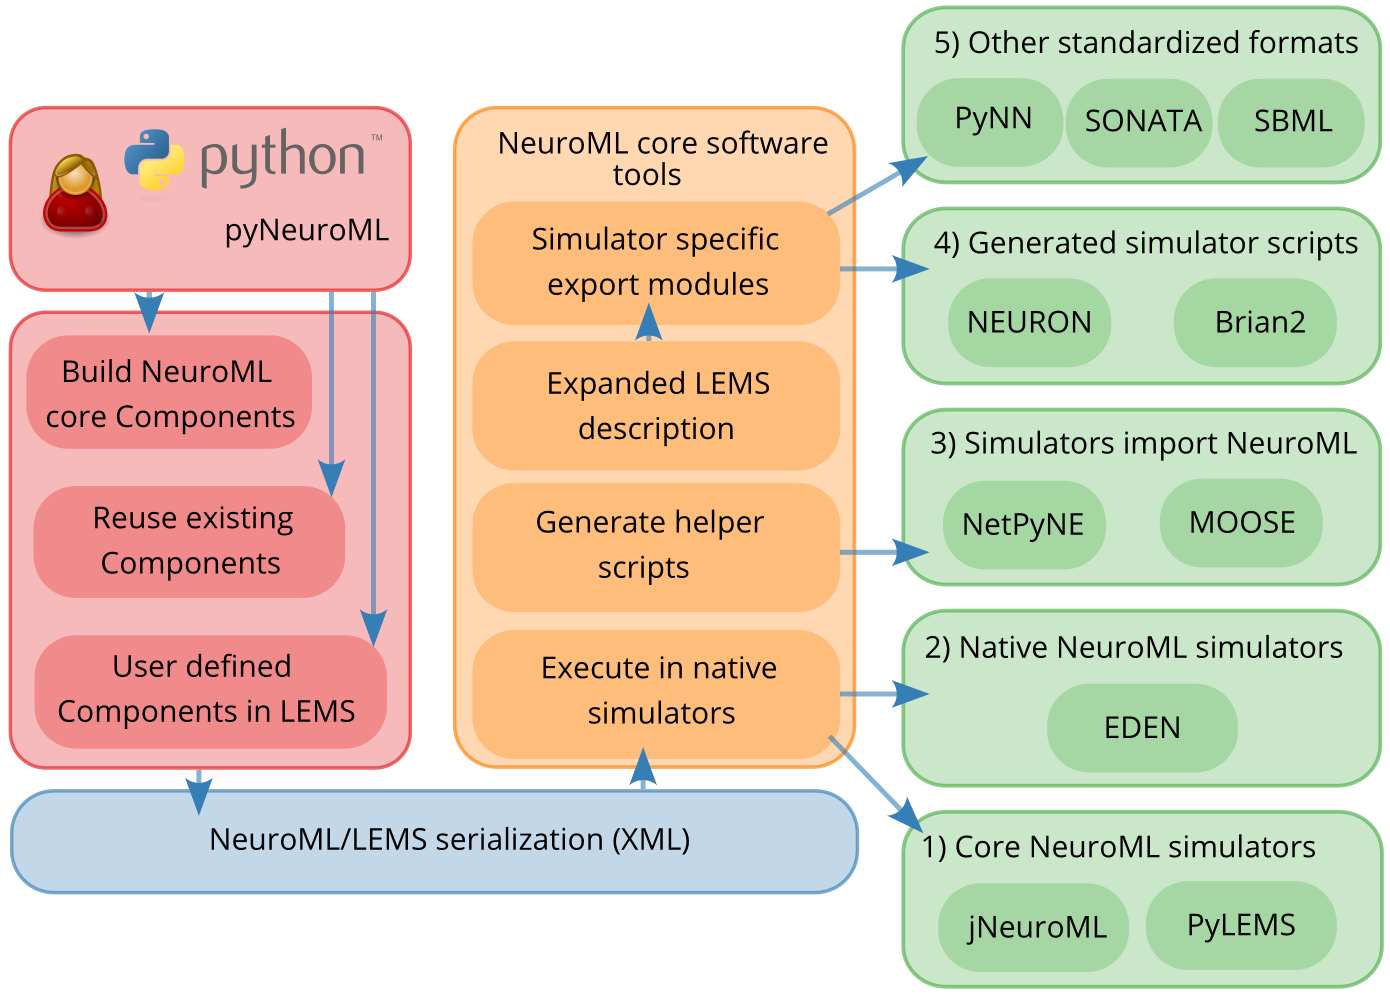 python™
pyNeuroML
Build NeuroML
core Components
Reuse existing
Components
User defined
Components in LEMS
NeuroML/LEMS serialization (XML)
NeuroML core software
tools
Simulator specific
export modules
Expanded LEMS
description
Generate helper
scripts
Execute in native
simulators
5) Other standardized formats
PyNN SONATA SBML
4) Generated simulator scripts
NEURON Brian2
3) Simulators import NeuroML
NetPyNE MOOSE
2) Native NeuroML simulators
EDEN
1) Core NeuroML simulators
jNeuroML PyLEMS